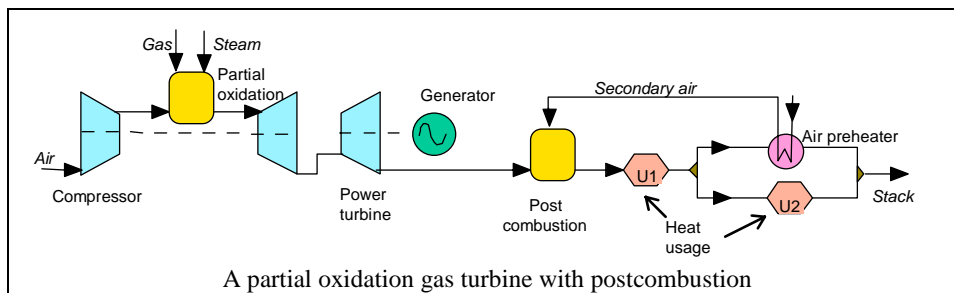 Gas
Steam
Partial
oxidation
Generator
Secondary air
Air preheater
Air
Compressor
Power
turbine
Post
combustion
U1
U2
Heat
usage
Stack
A partial oxidation gas turbine with postcombustion